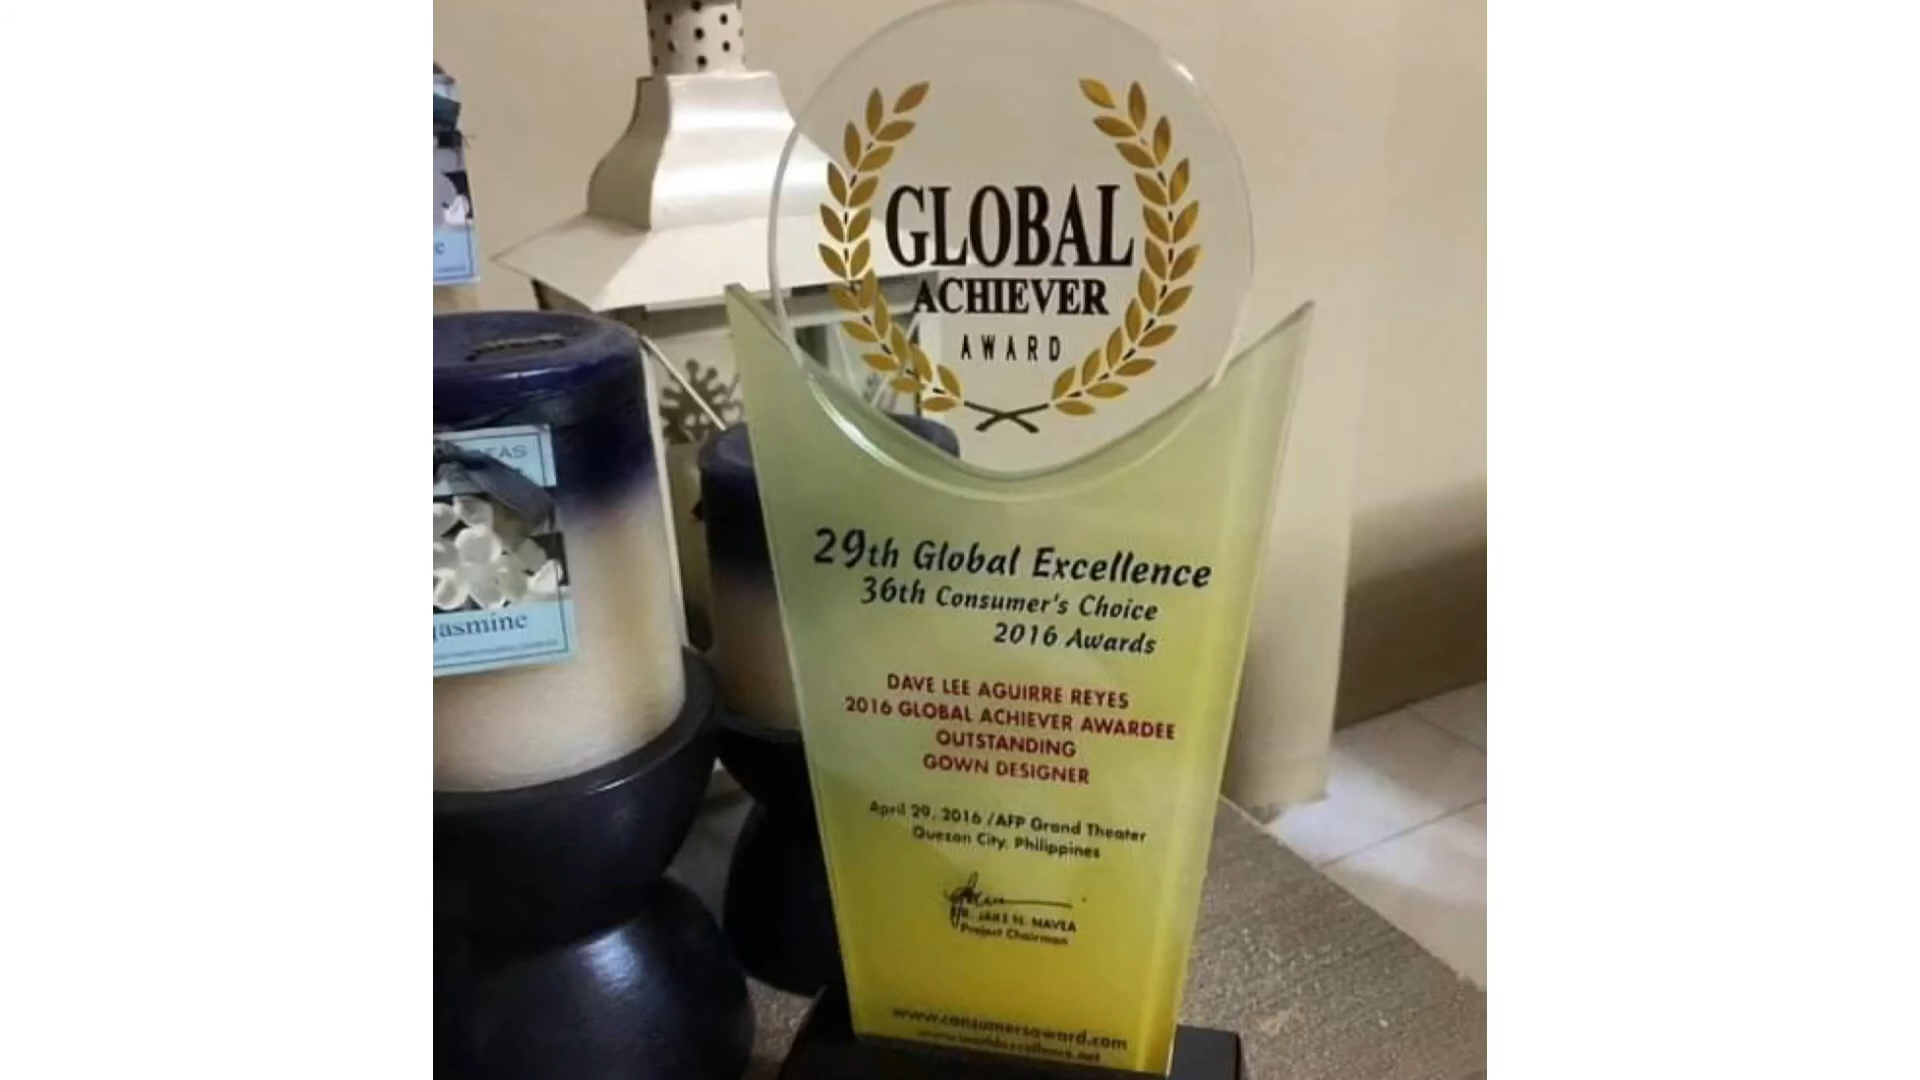 GLOBAL
ACHIEVER
AWARD
29th Global Excellence
36th Consumer's Choice
2016 Awards
DAVE LEE AGUIRRE REYES
2016 GLOBAL ACHIEVER AWARDEE
OUTSTANDING
GOWN DESIGNER
April 29, 2016 /AFP Grand Theater
Quezon City, Philippines
NAVEA
Project Chairman
www.consumersaward.com
jasmine